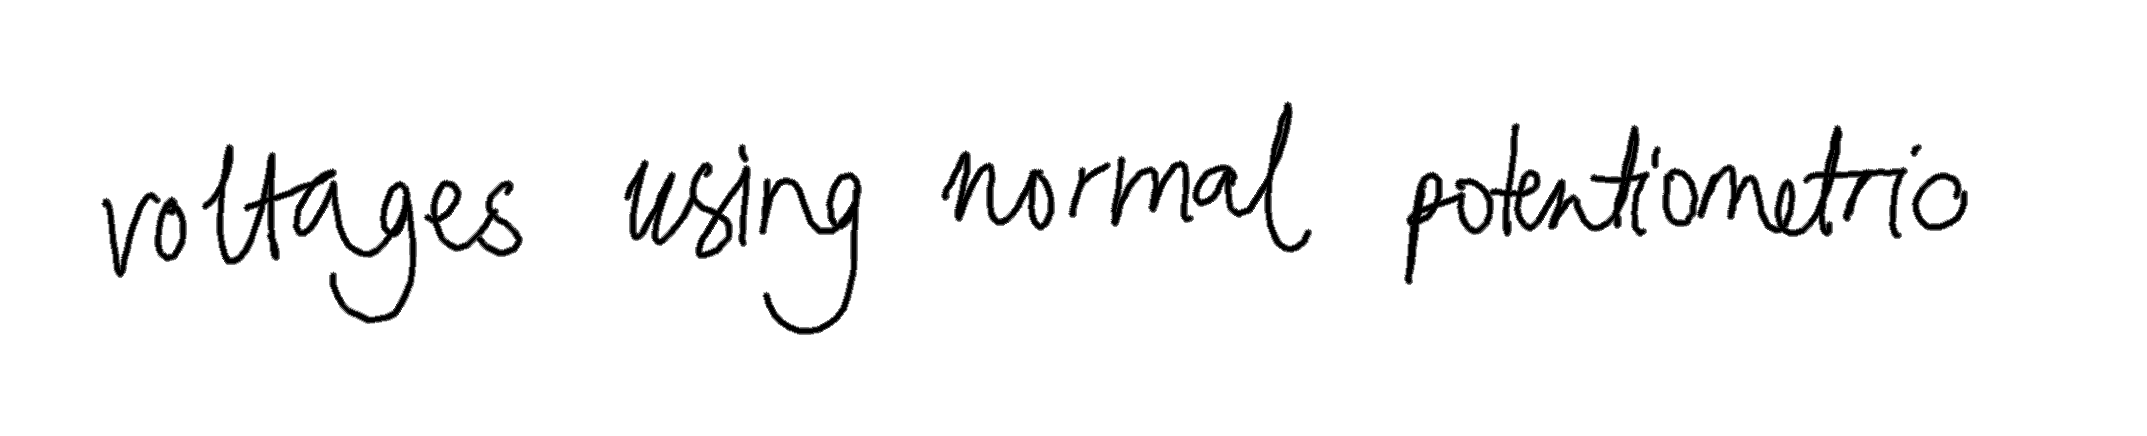 voltages using normal potentiometric